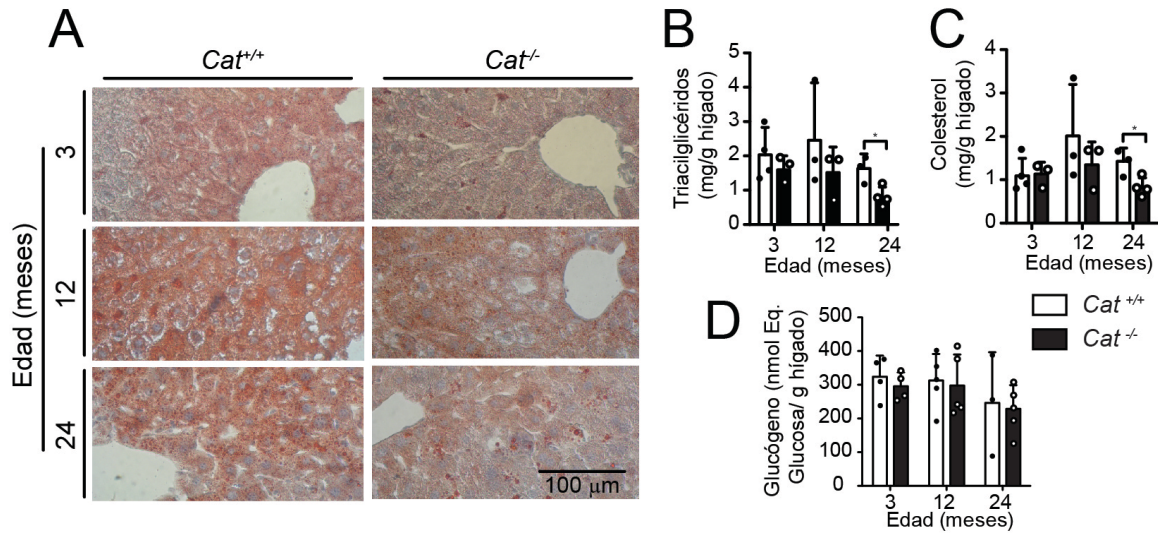 A
Cat+/+
Cat-/-
Edad (meses)
3
12
24
100 µm
B
Triacilglicéridos
(mg/g hígado)
5
4
3
2
1
0
*
3 12 24
Edad (meses)
C
Colesterol
(mg/g hígado)
4
3
2
1
0
*
3 12 24
Edad (meses)
Cat +/+
Cat -/-
D
Glucógeno (nmol Eq.
Glucosa/ g hígado)
500
400
300
200
100
0
3 12 24
Edad (meses)